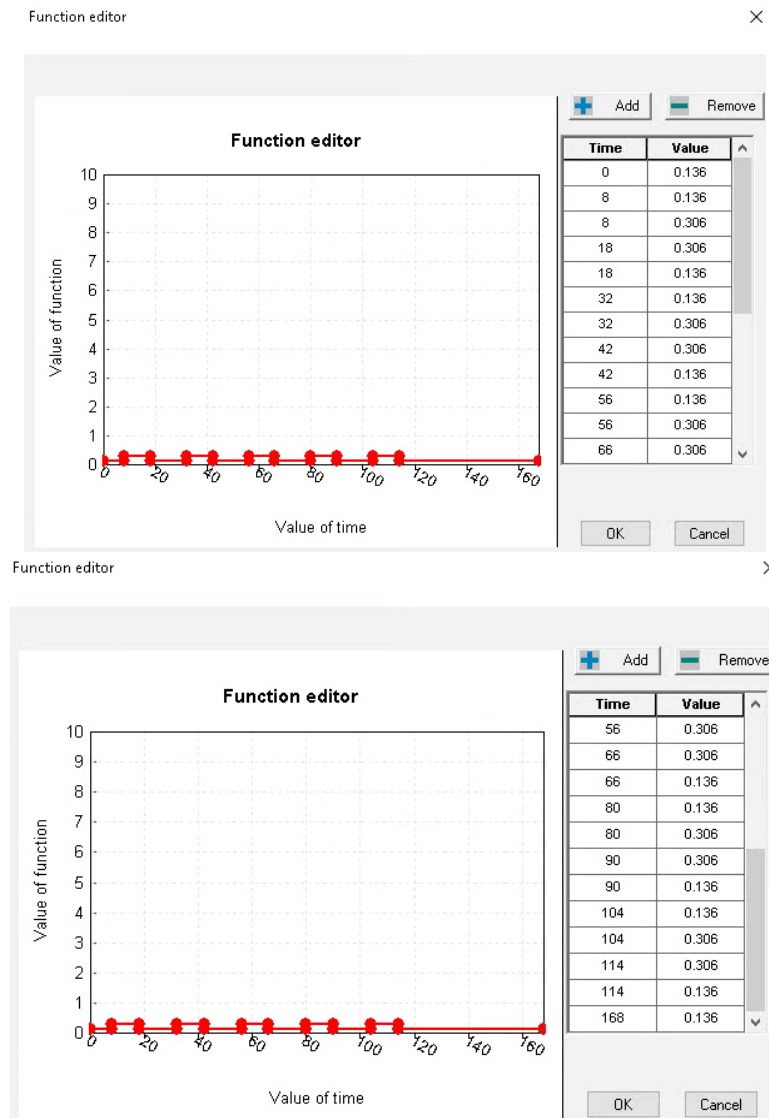 Function editor
Add Remove
Function editor
Time Value
0 0.136
8 0.136
8 0.306
18 0.306
18 0.136
32 0.136
32 0.306
42 0.306
42 0.136
56 0.136
56 0.306
66 0.306
10
9
8
7
6
5
4
3
2
1
0
Value of function
0 20 40 60 80 100 120 140 160
Value of time
OK Cancel
Function editor
Add Remove
Function editor
Time Value
56 0.306
66 0.306
66 0.136
80 0.136
80 0.306
90 0.306
90 0.136
104 0.136
104 0.306
114 0.306
114 0.136
168 0.136
10
9
8
7
6
5
4
3
2
1
0
Value of function
0 20 40 60 80 100 120 140 160
Value of time
OK Cancel